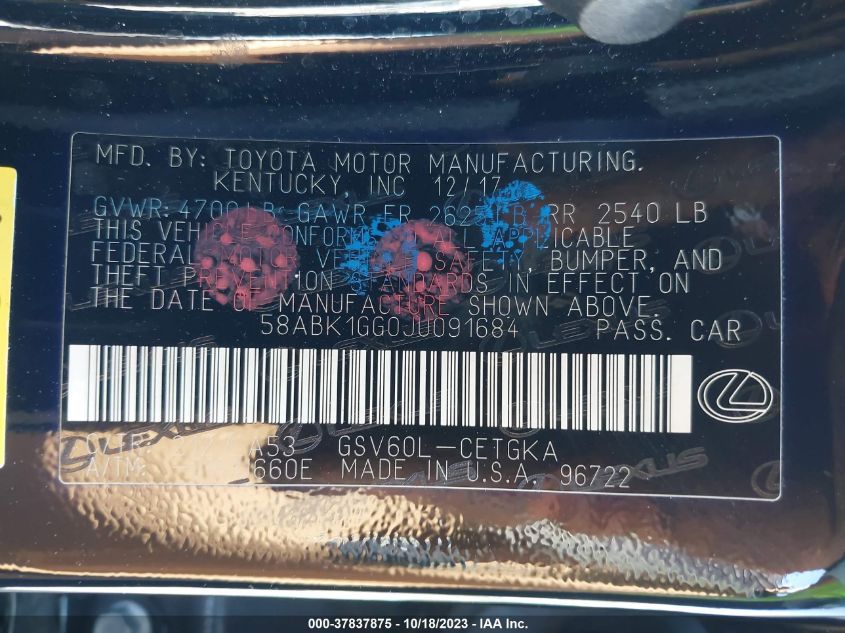 MFD. BY: TOYOTA MOTOR MANUFACTURING.
KENTUCKY, INC 12/17
GVWR: 4700 LB GAWR FR LB RR 2540 LB
THIS VEHICLE CONFORMS ALL APPLICABLE
FEDERAL MOTOR VEHICLE SAFETY, BUMPER, AND
THEFT PREVENTION STANDARDS IN EFFECT ON
THE DATE OF MANUFACTURE SHOWN ABOVE.
58ABK1GG0JU091684 PASS. CAR
C/TR: A53 GSV60L-CETGKA
A/TM: 660E MADE IN U.S.A. 96722
LEXUS
000-37837875 - 10/18/2023 - IAA Inc.